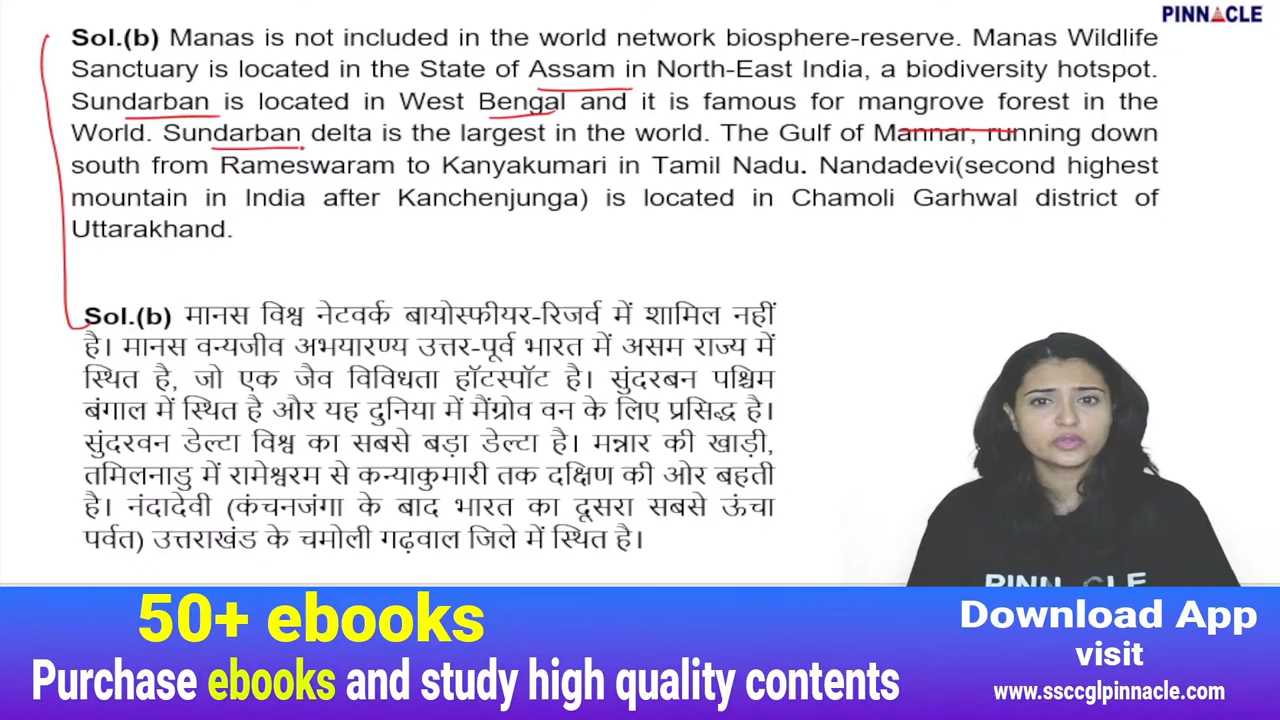 PINNACLE
Sol.(b) Manas is not included in the world network biosphere-reserve. Manas Wildlife
Sanctuary is located in the State of Assam in North-East India, a biodiversity hotspot.
Sundarban is located in West Bengal and it is famous for mangrove forest in the
World. Sundarban delta is the largest in the world. The Gulf of Mannar, running down
south from Rameswaram to Kanyakumari in Tamil Nadu. Nandadevi(second highest
mountain in India after Kanchenjunga) is located in Chamoli Garhwal district of
Uttarakhand.
Sol.(b) मानस विश्व नेटवर्क बायोस्फीयर-रिजर्व में शामिल नहीं
है। मानस वन्यजीव अभयारण्य उत्तर-पूर्व भारत में असम राज्य में
स्थित है, जो एक जैव विविधता हॉटस्पॉट है। सुंदरबन पश्चिम
बंगाल में स्थित है और यह दुनिया में मैंग्रोव वन के लिए प्रसिद्ध है।
सुंदरवन डेल्टा विश्व का सबसे बड़ा डेल्टा है। मन्नार की खाड़ी,
तमिलनाडु में रामेश्वरम से कन्याकुमारी तक दक्षिण की ओर बहती
है। नंदादेवी (कंचनजंगा के बाद भारत का दूसरा सबसे ऊंचा
पर्वत) उत्तराखंड के चमोली गढ़वाल जिले में स्थित है।
50+ ebooks
Purchase ebooks and study high quality contents
Download App
visit
www.ssccglpinnacle.com